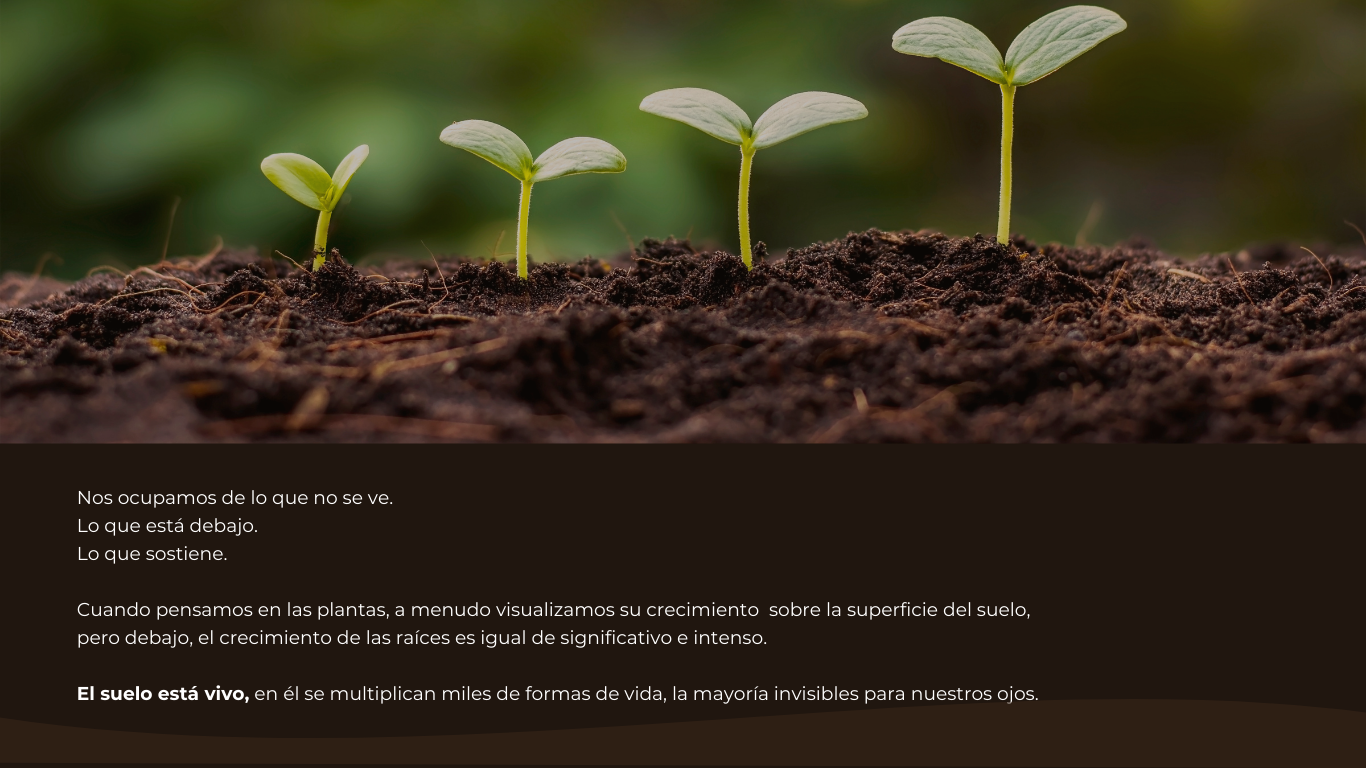 Nos ocupamos de lo que no se ve.
Lo que está debajo.
Lo que sostiene.
Cuando pensamos en las plantas, a menudo visualizamos su crecimiento  sobre la superficie del suelo,
pero debajo, el crecimiento de las raíces es igual de significativo e intenso.
El suelo está vivo, en él se multiplican miles de formas de vida, la mayoría invisibles para nuestros ojos.